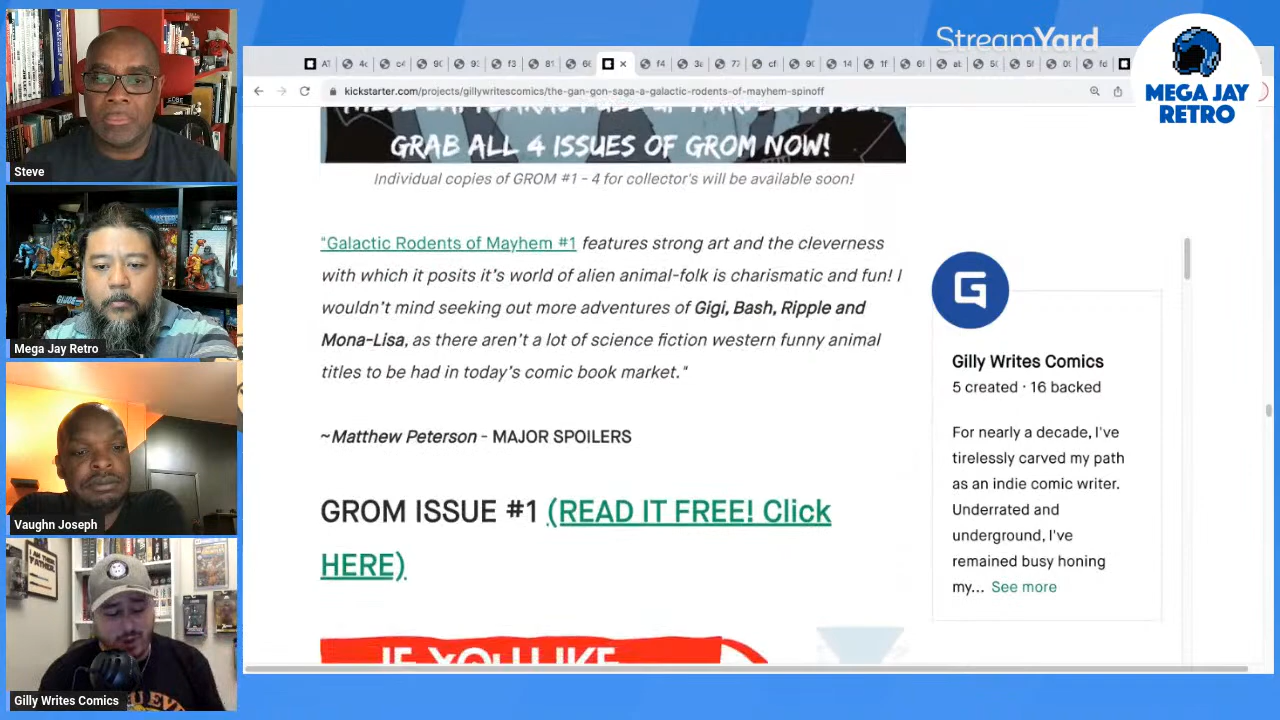 StreamYard
MEGA JAY
RETRO
kickstarter.com/projects/gillywritescomics/the-gan-gon-saga-a-galactic-rodents-of-mayhem-spinoff
GRAB ALL 4 ISSUES OF GROM NOW!
Individual copies of GROM #1 - 4 for collector's will be available soon!
"Galactic Rodents of Mayhem #1 features strong art and the cleverness
with which it posits it's world of alien animal-folk is charismatic and fun! I
wouldn't mind seeking out more adventures of Gigi, Bash, Ripple and
Mona-Lisa, as there aren't a lot of science fiction western funny animal
titles to be had in today's comic book market."
~Matthew Peterson - MAJOR SPOILERS
GROM ISSUE #1 (READ IT FREE! Click
HERE)
IF YOU LIKE
G
Gilly Writes Comics
5 created · 16 backed
For nearly a decade, I've
tirelessly carved my path
as an indie comic writer.
Underrated and
underground, I've
remained busy honing
my... See more
Steve
Mega Jay Retro
Vaughn Joseph
I AM THEIR
FATHER.
Gilly Writes Comics